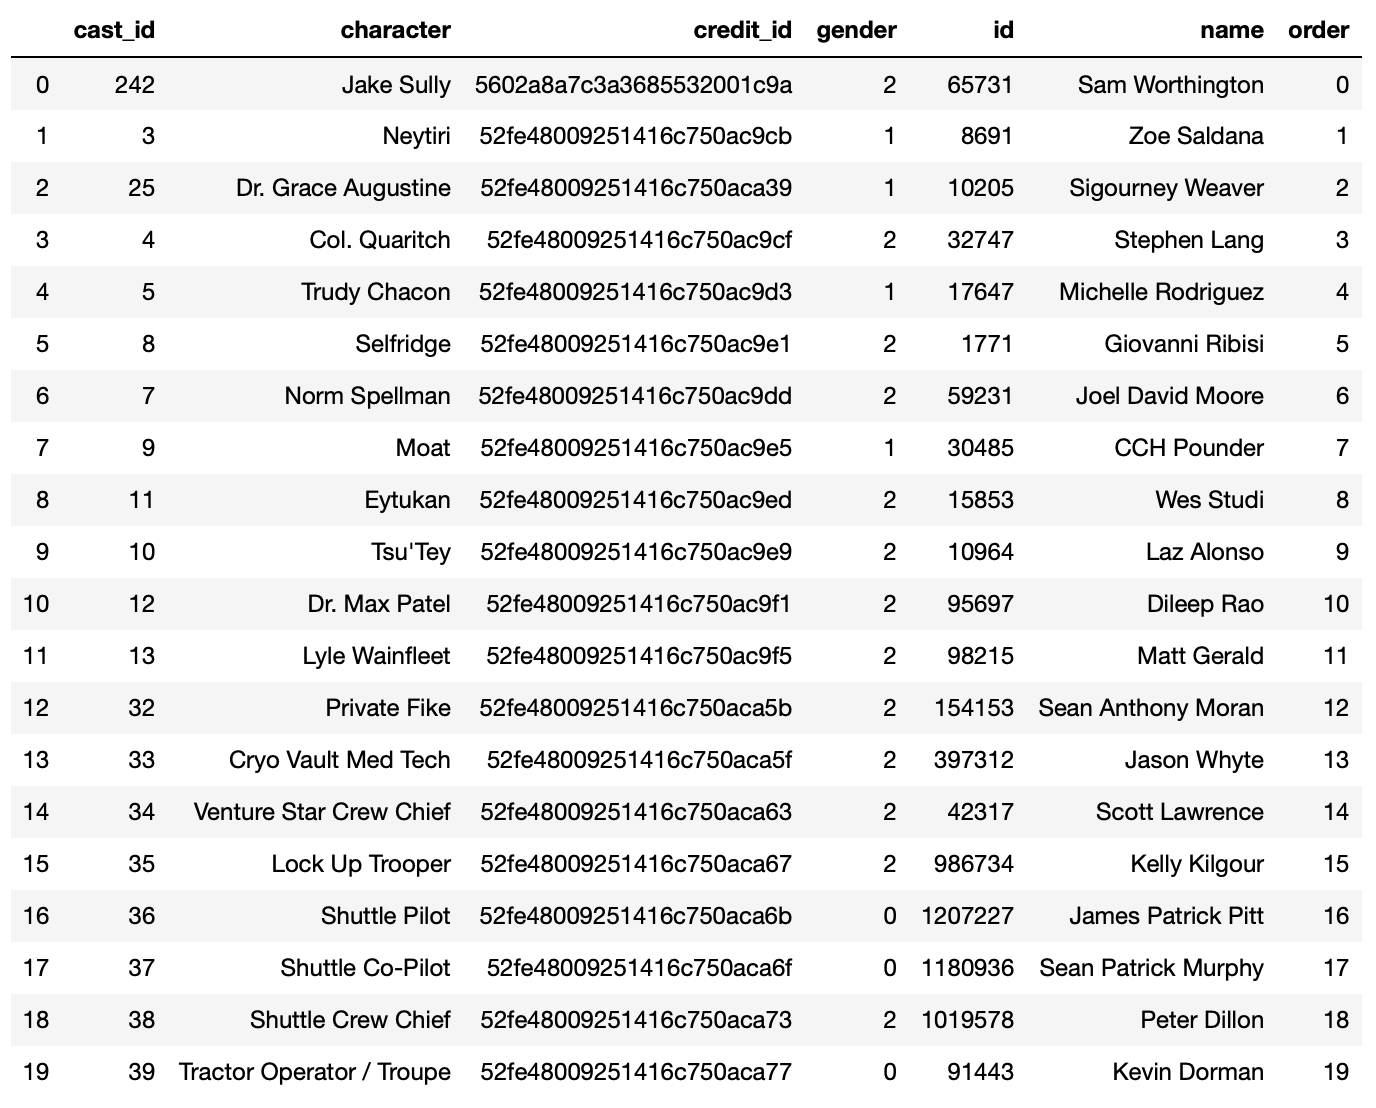 cast_id character credit_id gender id name order
0 242 Jake Sully 5602a8a7c3a3685532001c9a 2 65731 Sam Worthington 0
1 3 Neytiri 52fe48009251416c750ac9cb 1 8691 Zoe Saldana 1
2 25 Dr. Grace Augustine 52fe48009251416c750aca39 1 10205 Sigourney Weaver 2
3 4 Col. Quaritch 52fe48009251416c750ac9cf 2 32747 Stephen Lang 3
4 5 Trudy Chacon 52fe48009251416c750ac9d3 1 17647 Michelle Rodriguez 4
5 8 Selfridge 52fe48009251416c750ac9e1 2 1771 Giovanni Ribisi 5
6 7 Norm Spellman 52fe48009251416c750ac9dd 2 59231 Joel David Moore 6
7 9 Moat 52fe48009251416c750ac9e5 1 30485 CCH Pounder 7
8 11 Eytukan 52fe48009251416c750ac9ed 2 15853 Wes Studi 8
9 10 Tsu'Tey 52fe48009251416c750ac9e9 2 10964 Laz Alonso 9
10 12 Dr. Max Patel 52fe48009251416c750ac9f1 2 95697 Dileep Rao 10
11 13 Lyle Wainfleet 52fe48009251416c750ac9f5 2 98215 Matt Gerald 11
12 32 Private Fike 52fe48009251416c750aca5b 2 154153 Sean Anthony Moran 12
13 33 Cryo Vault Med Tech 52fe48009251416c750aca5f 2 397312 Jason Whyte 13
14 34 Venture Star Crew Chief 52fe48009251416c750aca63 2 42317 Scott Lawrence 14
15 35 Lock Up Trooper 52fe48009251416c750aca67 2 986734 Kelly Kilgour 15
16 36 Shuttle Pilot 52fe48009251416c750aca6b 0 1207227 James Patrick Pitt 16
17 37 Shuttle Co-Pilot 52fe48009251416c750aca6f 0 1180936 Sean Patrick Murphy 17
18 38 Shuttle Crew Chief 52fe48009251416c750aca73 2 1019578 Peter Dillon 18
19 39 Tractor Operator / Troupe 52fe48009251416c750aca77 0 91443 Kevin Dorman 19